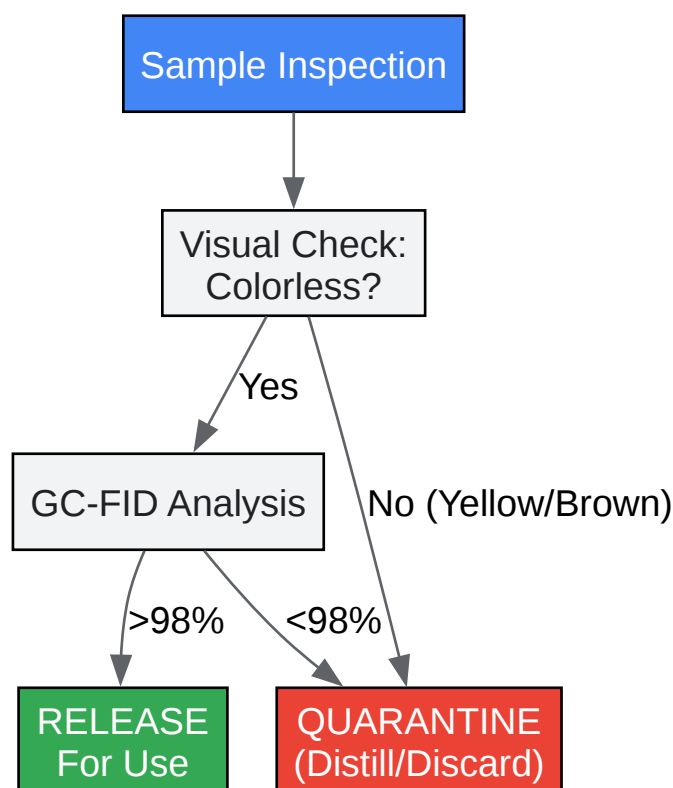 Sample Inspection
Visual Check:
Colorless?
Yes
GC-FID Analysis
No (Yellow/Brown)
>98%
<98%
RELEASE
For Use
QUARANTINE
(Distill/Discard)